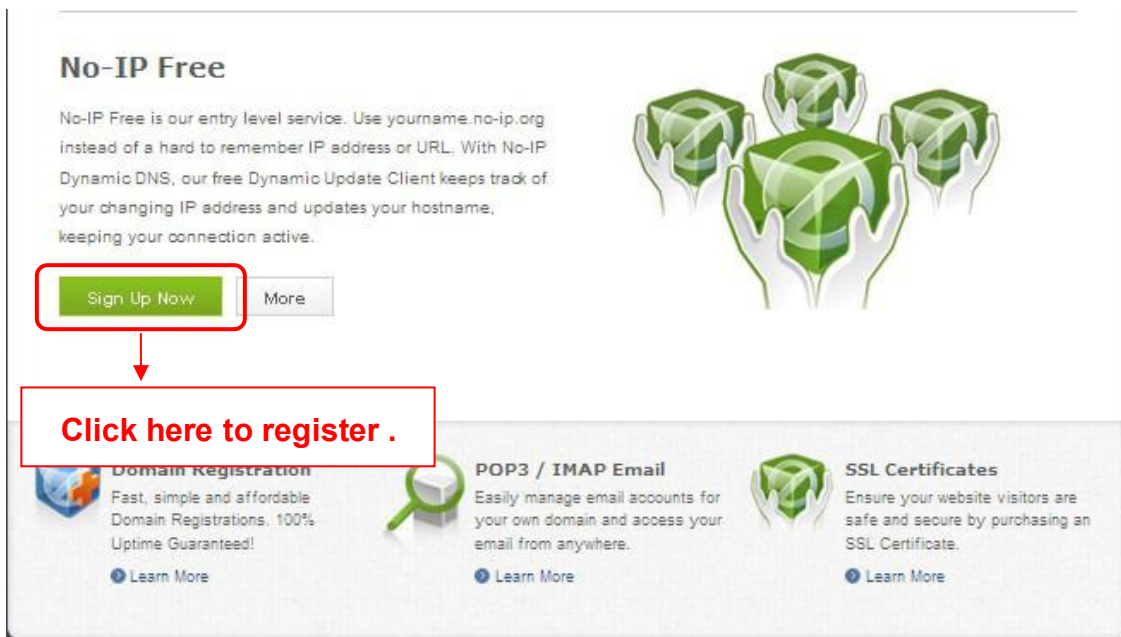 No-IP Free
No-IP Free is our entry level service. Use yourname.no-ip.org
instead of a hard to remember IP address or URL. With No-IP
Dynamic DNS, our free Dynamic Update Client keeps track of
your changing IP address and updates your hostname,
keeping your connection active.
Sign Up Now
More
Click here to register .
Domain Registration
Fast, simple and affordable
Domain Registrations, 100%
Uptime Guaranteed!
Learn More
POP3 / IMAP Email
Easily manage email accounts for
your own domain and access your
email from anywhere.
Learn More
SSL Certificates
Ensure your website visitors are
safe and secure by purchasing an
SSL Certificate.
Learn More